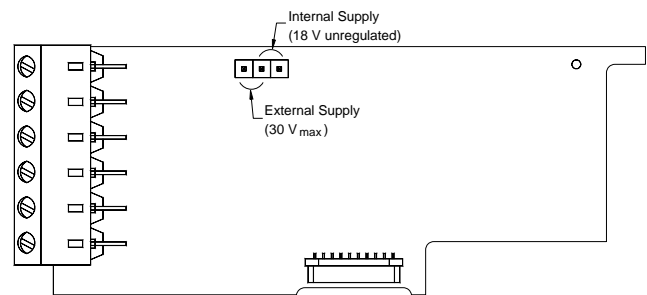 Internal Supply
(18 V unregulated)
External Supply
(30 Vmax)